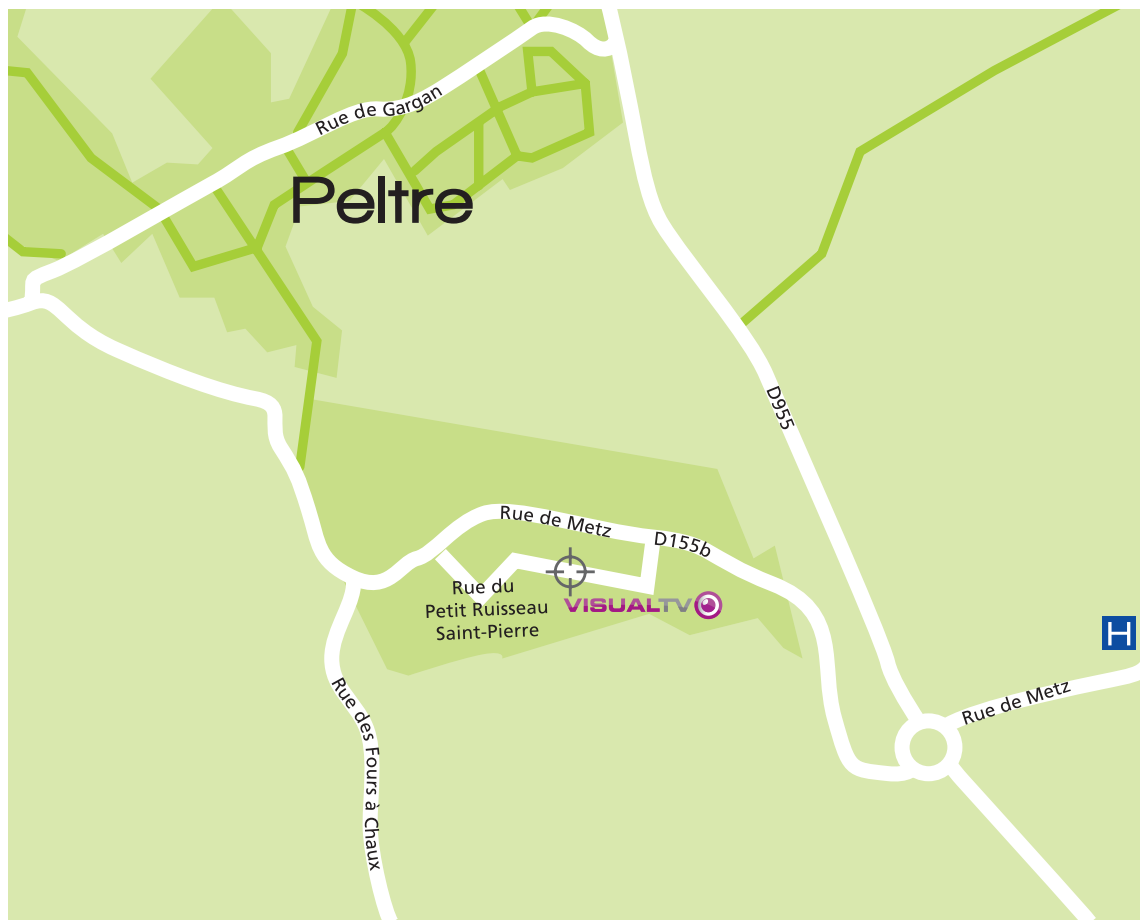 Rue de Gargan
Peltre
D955
Rue de Metz
D155b
Rue du
Petit Ruisseau
Saint-Pierre
VISUALTV
H
Rue des Fours à Chaux
Rue de Metz